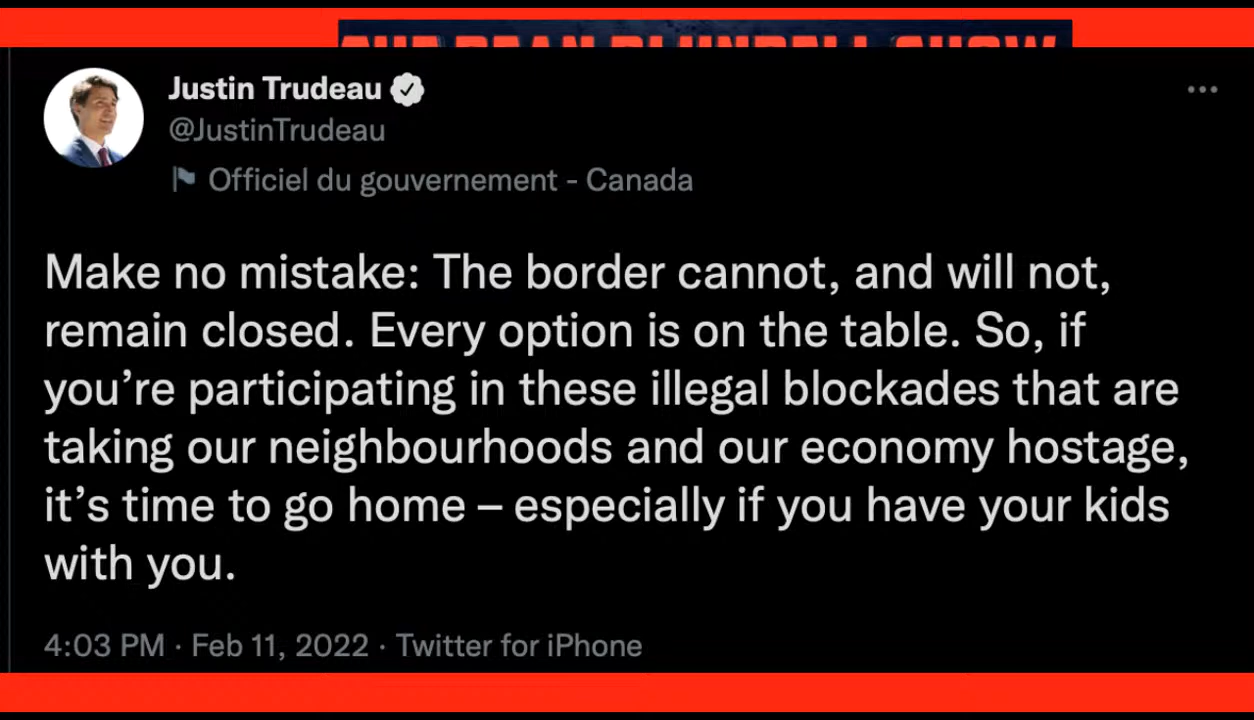 Justin Trudeau
@JustinTrudeau
Officiel du gouvernement - Canada
Make no mistake: The border cannot, and will not,
remain closed. Every option is on the table. So, if
you’re participating in these illegal blockades that are
taking our neighbourhoods and our economy hostage,
it’s time to go home – especially if you have your kids
with you.
4:03 PM · Feb 11, 2022 · Twitter for iPhone